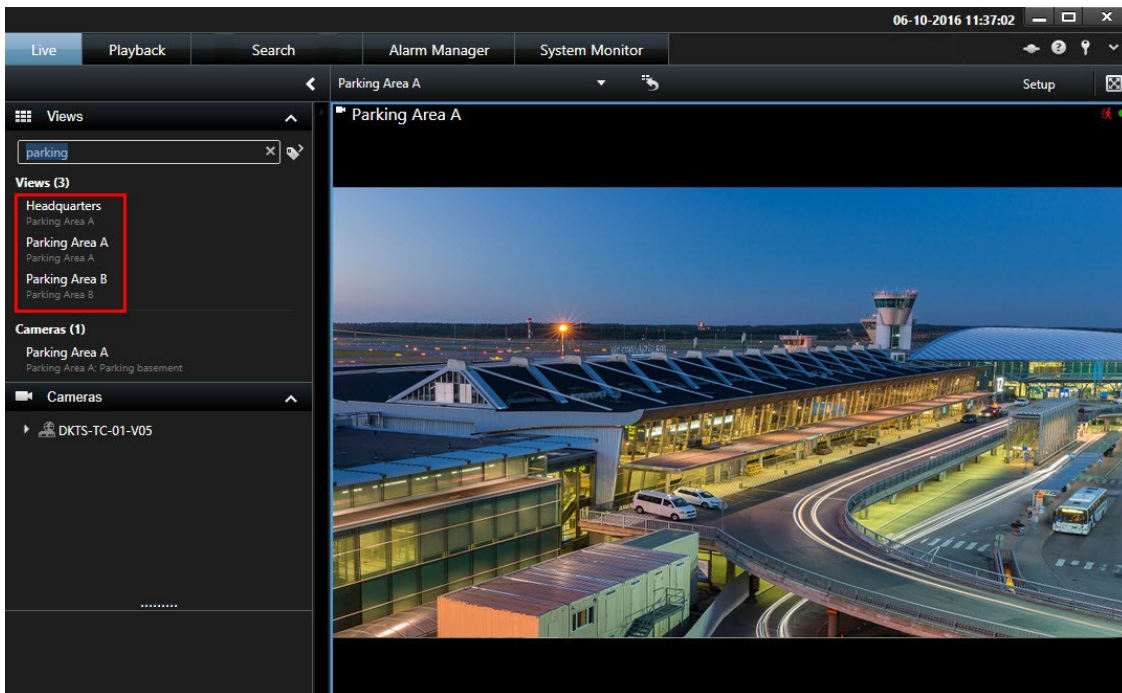 06-10-2016 11:37:02
Live Playback Search Alarm Manager System Monitor
Parking Area A Setup
Views
Parking Area A
parking
Views (3)
Headquarters
Parking Area A
Parking Area A
Parking Area A
Parking Area B
Parking Area B
Cameras (1)
Parking Area A
Parking Area A; Parking basement
Cameras
DKTS-TC-01-V05